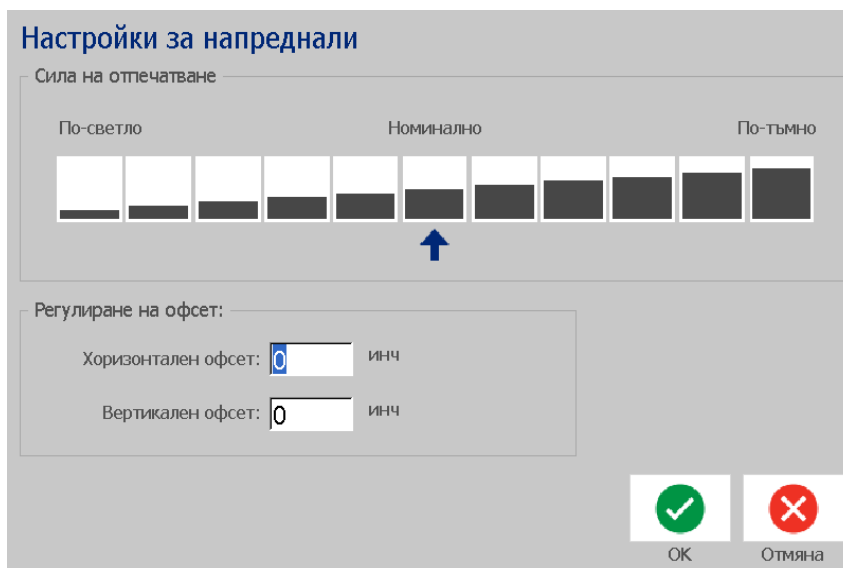 Настройки за напреднали
Сила на отпечатване
По-светло Номинално По-тъмно
Регулиране на офсет:
Хоризонтален офсет: 0 инч
Вертикален офсет: 0 инч
OK Отмяна